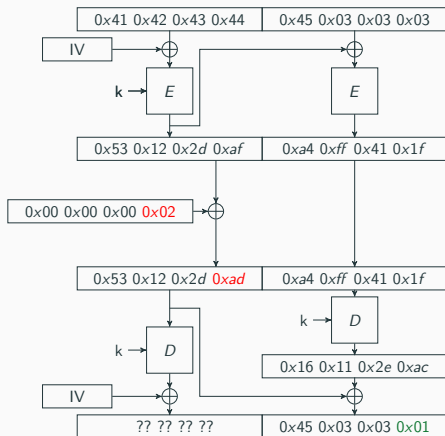 0x41 0x42 0x43 0x44 0x45 0x03 0x03 0x03
IV
k E E
0x53 0x12 0x2d 0xaf 0xa4 0xff 0x41 0x1f
0x00 0x00 0x00 0x02
0x53 0x12 0x2d 0xad 0xa4 0xff 0x41 0x1f
k D
k D
0x16 0x11 0x2e 0xac
IV
?? ?? ?? ?? 0x45 0x03 0x03 0x01